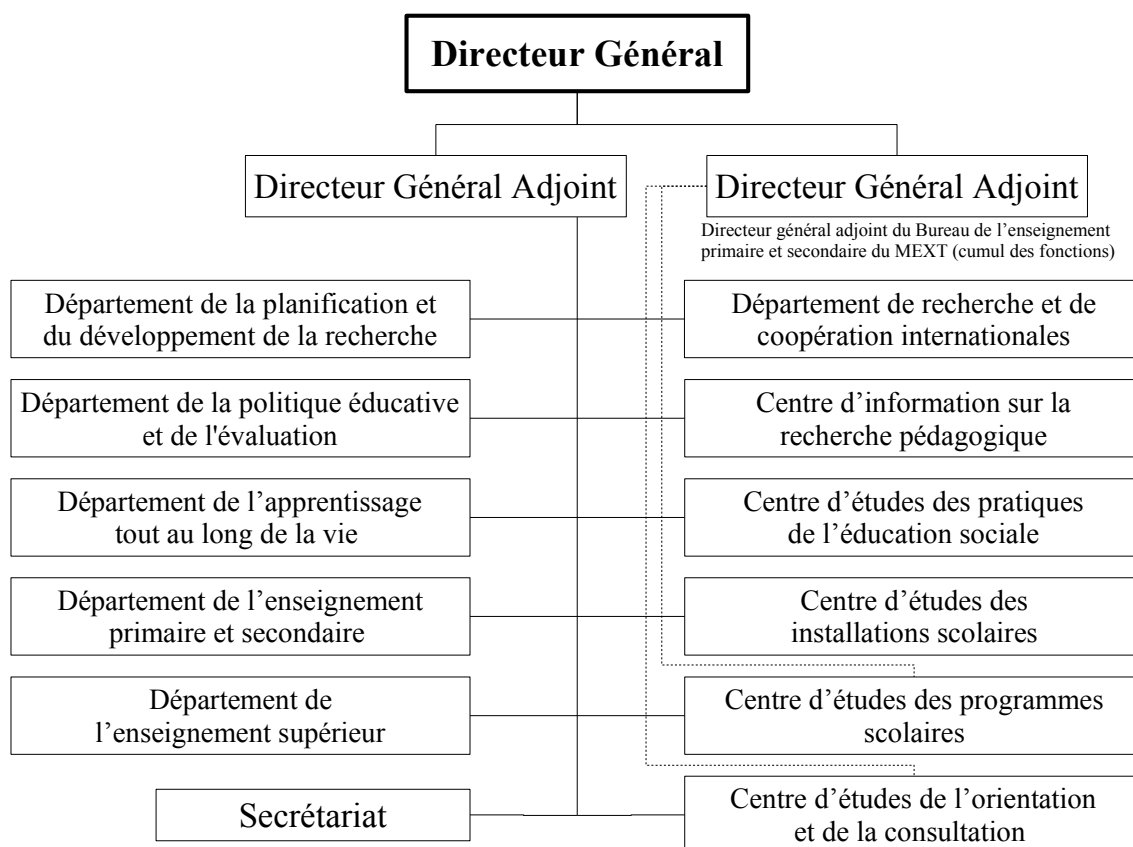 Directeur Général
Directeur Général Adjoint
Directeur Général Adjoint
Directeur général adjoint du Bureau de l’enseignement
primaire et secondaire du MEXT (cumul des fonctions)
Département de la planification et
du développement de la recherche
Département de recherche et de
coopération internationales
Département de la politique éducative
et de l'évaluation
Centre d’information sur la
recherche pédagogique
Département de l’apprentissage
tout au long de la vie
Centre d’études des pratiques
de l’éducation sociale
Département de l’enseignement
primaire et secondaire
Centre d’études des
installations scolaires
Département de
l’enseignement supérieur
Centre d’études des programmes
scolaires
Secrétariat
Centre d’études de l’orientation
et de la consultation